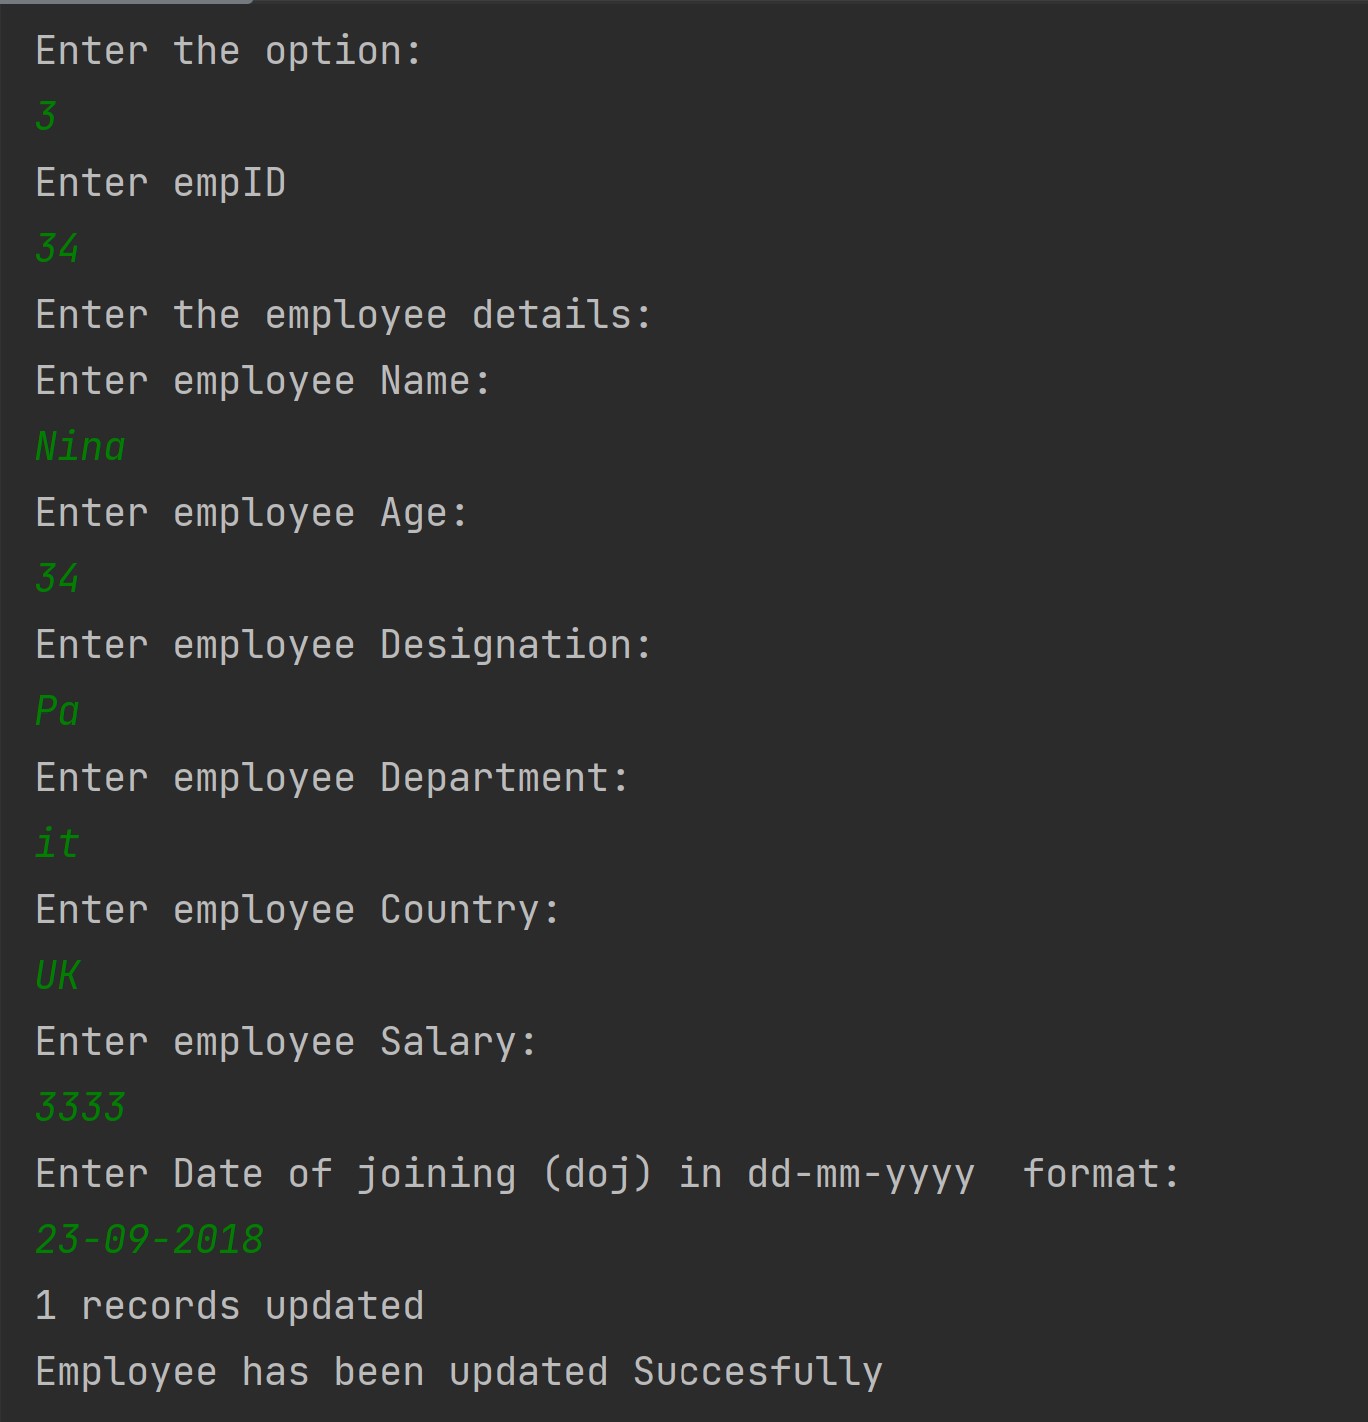 Enter the option:
3
Enter empID
34
Enter the employee details:
Enter employee Name:
Nina
Enter employee Age:
34
Enter employee Designation:
Pa
Enter employee Department:
it
Enter employee Country:
UK
Enter employee Salary:
3333
Enter Date of joining (doj) in dd-mm-yyyy  format:
23-09-2018
1 records updated
Employee has been updated Succesfully